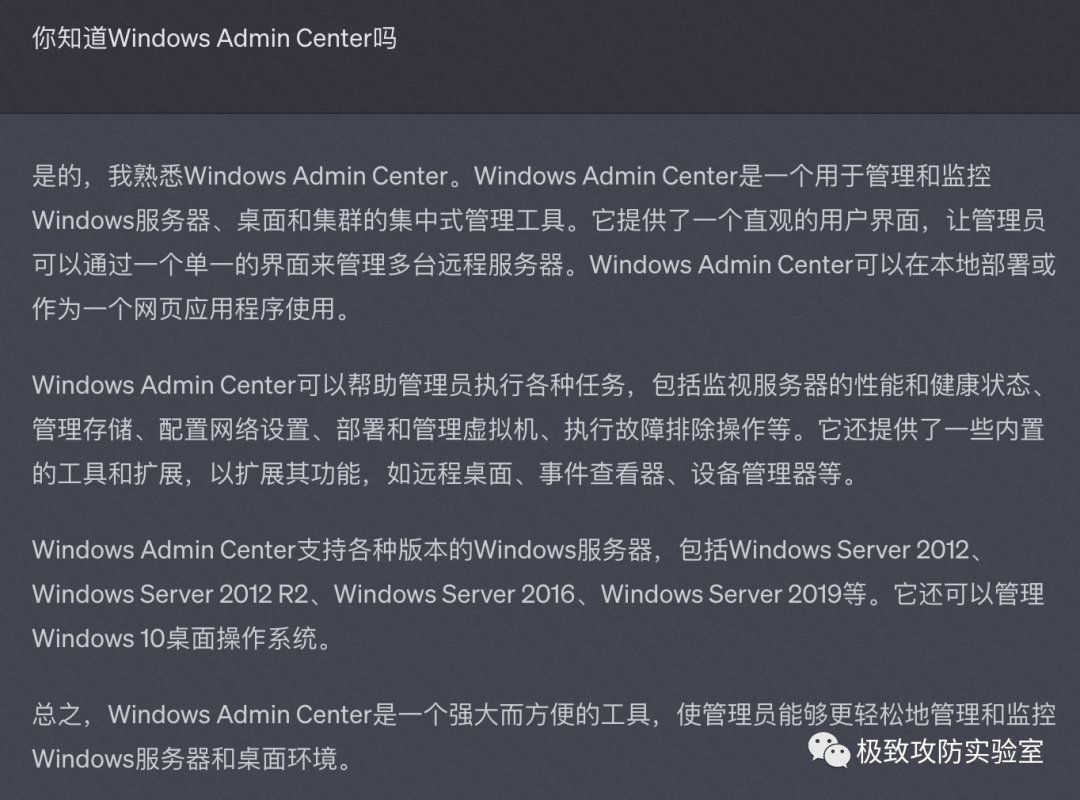 你知道Windows Admin Center吗
是的，我熟悉Windows Admin Center。Windows Admin Center是一个用于管理和监控
Windows服务器、桌面和集群的集中式管理工具。它提供了一个直观的用户界面，让管理员
可以通过一个单一的界面来管理多台远程服务器。Windows Admin Center可以在本地部署或
作为一个网页应用程序使用。
Windows Admin Center可以帮助管理员执行各种任务，包括监视服务器的性能和健康状态、
管理存储、配置网络设置、部署和管理虚拟机、执行故障排除操作等。它还提供了一些内置
的工具和扩展，以扩展其功能，如远程桌面、事件查看器、设备管理器等。
Windows Admin Center支持各种版本的Windows服务器，包括Windows Server 2012、
Windows Server 2012 R2、Windows Server 2016、Windows Server 2019等。它还可以管理
Windows 10桌面操作系统。
总之，Windows Admin Center是一个强大而方便的工具，使管理员能够更轻松地管理和监控
Windows服务器和桌面环境。
极致攻防实验室